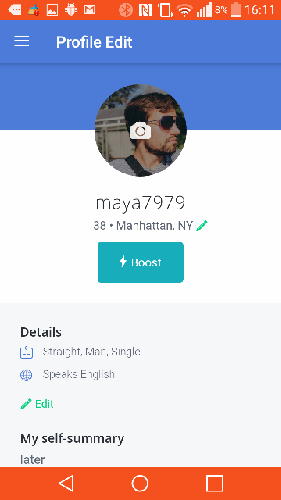 8% 16:11
Profile Edit
maya7979
38 • Manhattan, NY
Boost
Details
Straight, Man, Single
Speaks English
Edit
My self-summary
later